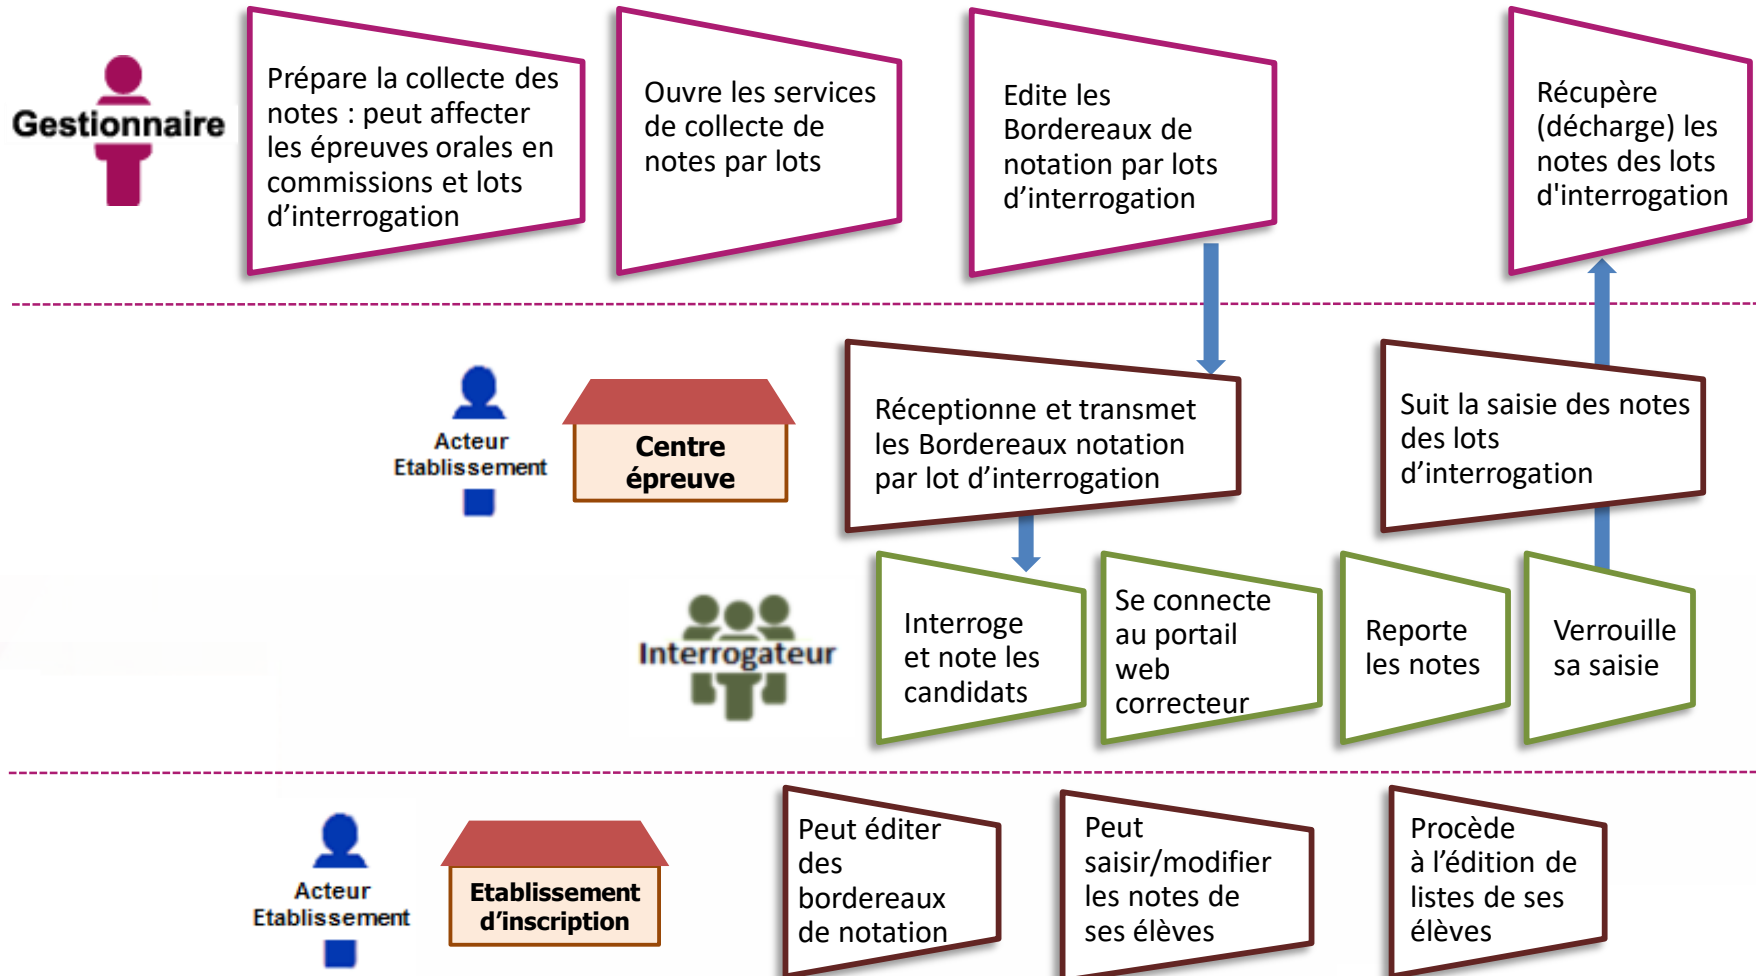 Gestionnaire
Prépare la collecte des
notes : peut affecter
les épreuves orales en
commissions et lots
d’interrogation
Ouvre les services
de collecte de
notes par lots
Edite les
Bordereaux de
notation par lots
d’interrogation
Récupère
(décharge) les
notes des lots
d'interrogation
Acteur
Etablissement
Centre
épreuve
Réceptionne et transmet
les Bordereaux notation
par lot d’interrogation
Suit la saisie des notes
des lots
d’interrogation
Interrogateur
Interroge
et note les
candidats
Se connecte
au portail
web
correcteur
Reporte
les notes
Verrouille
sa saisie
Acteur
Etablissement
Etablissement
d’inscription
Peut éditer
des
bordereaux
de notation
Peut
saisir/modifier
les notes de
ses élèves
Procède
à l’édition de
listes de ses
élèves